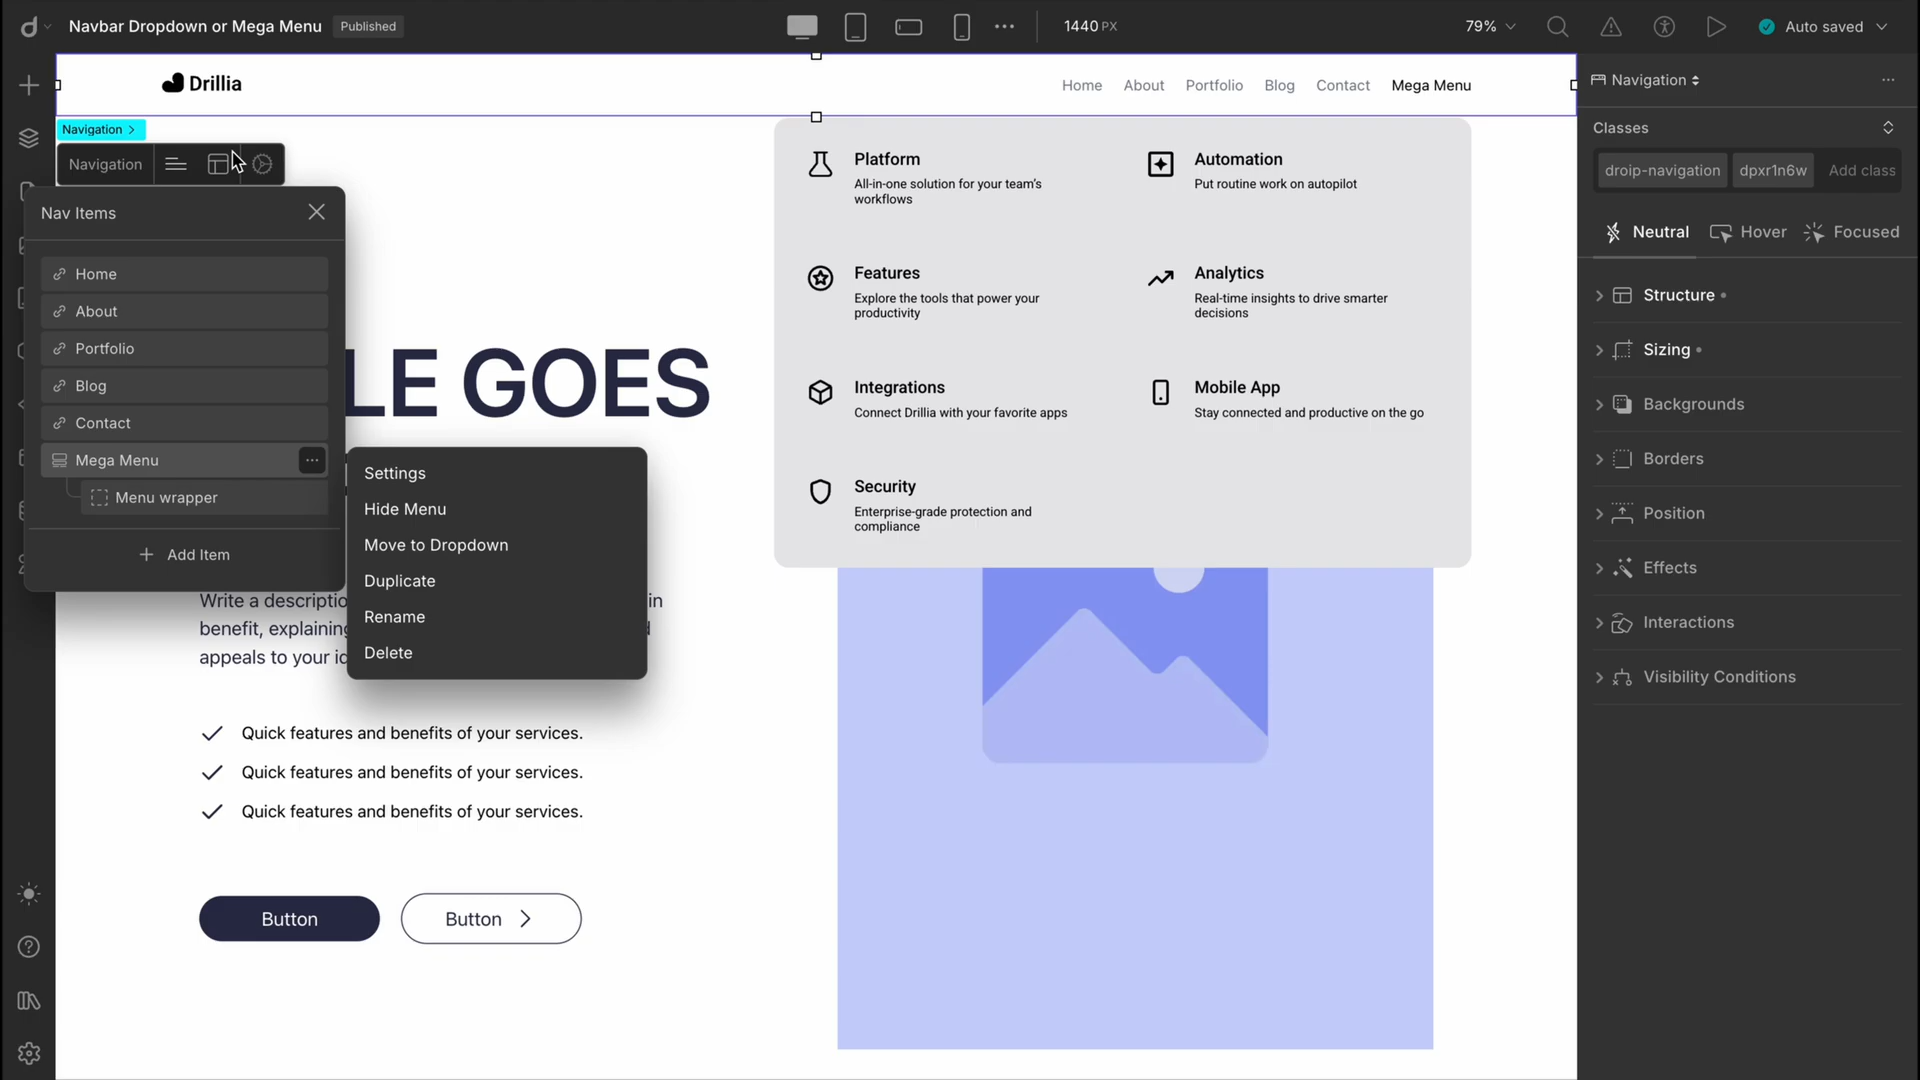 Navbar Dropdown or Mega Menu
Published
1440 PX
79%
Auto saved
Drillia
Home
About
Portfolio
Blog
Contact
Mega Menu
Navigation
Navigation
Nav Items
Home
About
Portfolio
Blog
Contact
Mega Menu
Menu wrapper
Add Item
Settings
Hide Menu
Move to Dropdown
Duplicate
Rename
Delete
Platform
All-in-one solution for your team's
workflows
Automation
Put routine work on autopilot
Features
Explore the tools that power your
productivity
Analytics
Real-time insights to drive smarter
decisions
Integrations
Connect Drillia with your favorite apps
Mobile App
Stay connected and productive on the go
Security
Enterprise-grade protection and
compliance
LE GOES
Write a descriptio in
benefit, explaining
appeals to your id
Quick features and benefits of your services.
Quick features and benefits of your services.
Quick features and benefits of your services.
Button
Button
Navigation
Classes
droip-navigation
dpxr1n6w
Add class
Neutral
Hover
Focused
Structure
Sizing
Backgrounds
Borders
Position
Effects
Interactions
Visibility Conditions